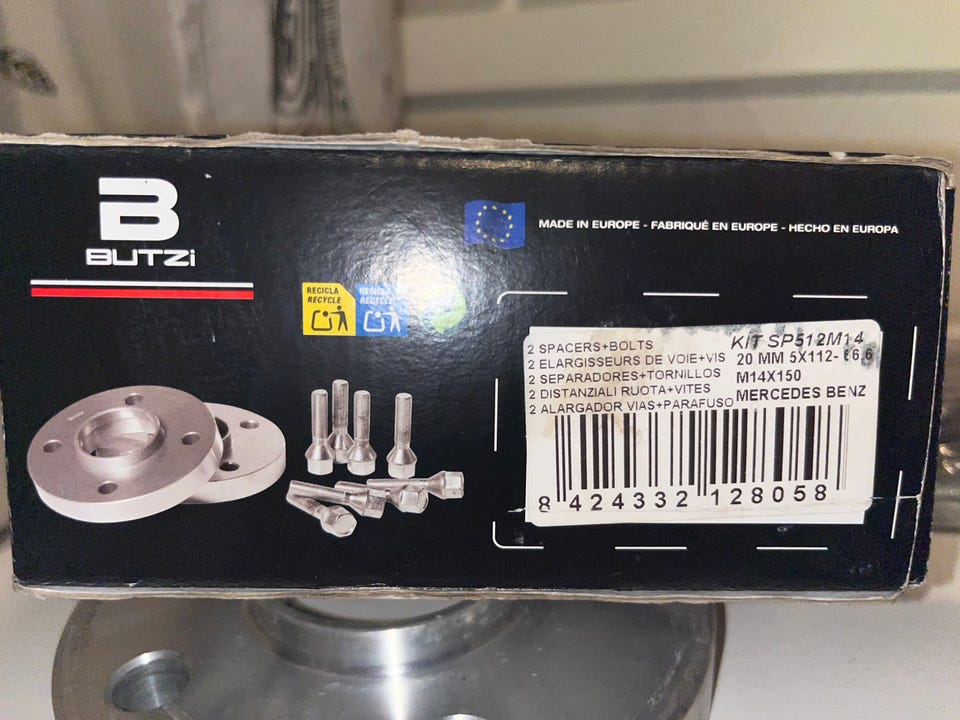 B
BUTZi
MADE IN EUROPE - FABRIQUÉ EN EUROPE - HECHO EN EUROPA
RECICLA
RECYCLE
RECICLA
RECYCLE
2 SPACERS+BOLTS
2 ELARGISSEURS DE VOIE+VIS
2 SEPARADORES+TORNILLOS
2 DISTANZIALI RUOTA+VITES
2 ALARGADOR VIAS+PARAFUSO
KIT SP512M14
20 MM 5X112- 66,6
M14X150
MERCEDES BENZ
8 424332 128058